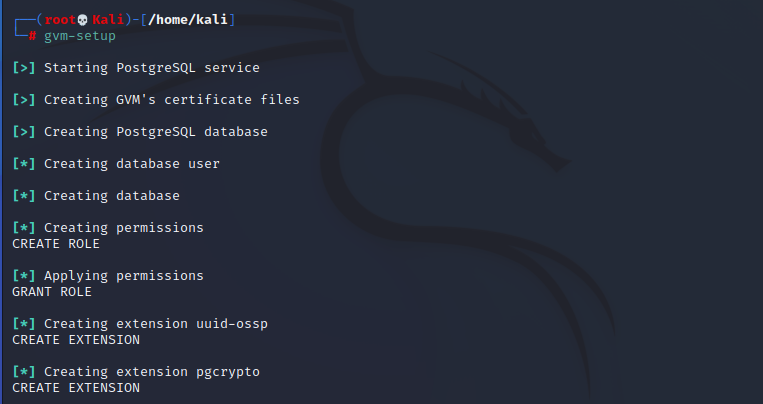 ┌──(root💀Kali)-[/home/kali]
└─# gvm-setup
[>] Starting PostgreSQL service
[>] Creating GVM's certificate files
[>] Creating PostgreSQL database
[*] Creating database user
[*] Creating database
[*] Creating permissions
CREATE ROLE
[*] Applying permissions
GRANT ROLE
[*] Creating extension uuid-ossp
CREATE EXTENSION
[*] Creating extension pgcrypto
CREATE EXTENSION